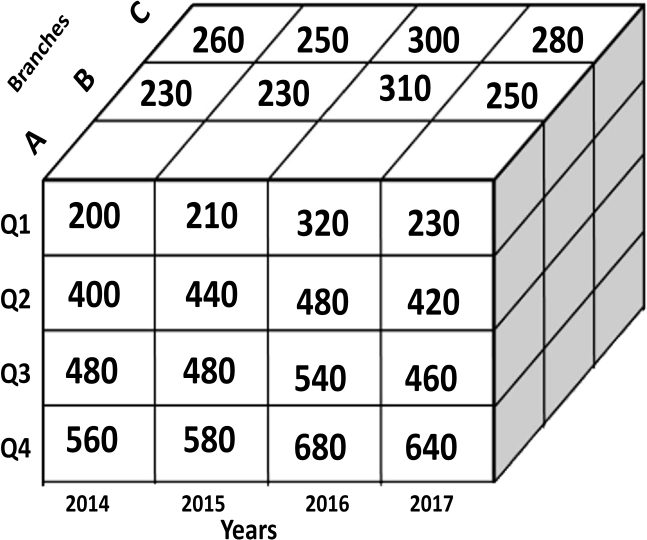 Branches
C
260 250 300 280
B
230 230 310 250
A
Q1 200 210 320 230
Q2 400 440 480 420
Q3 480 480 540 460
Q4 560 580 680 640
2014 2015 2016 2017
Years